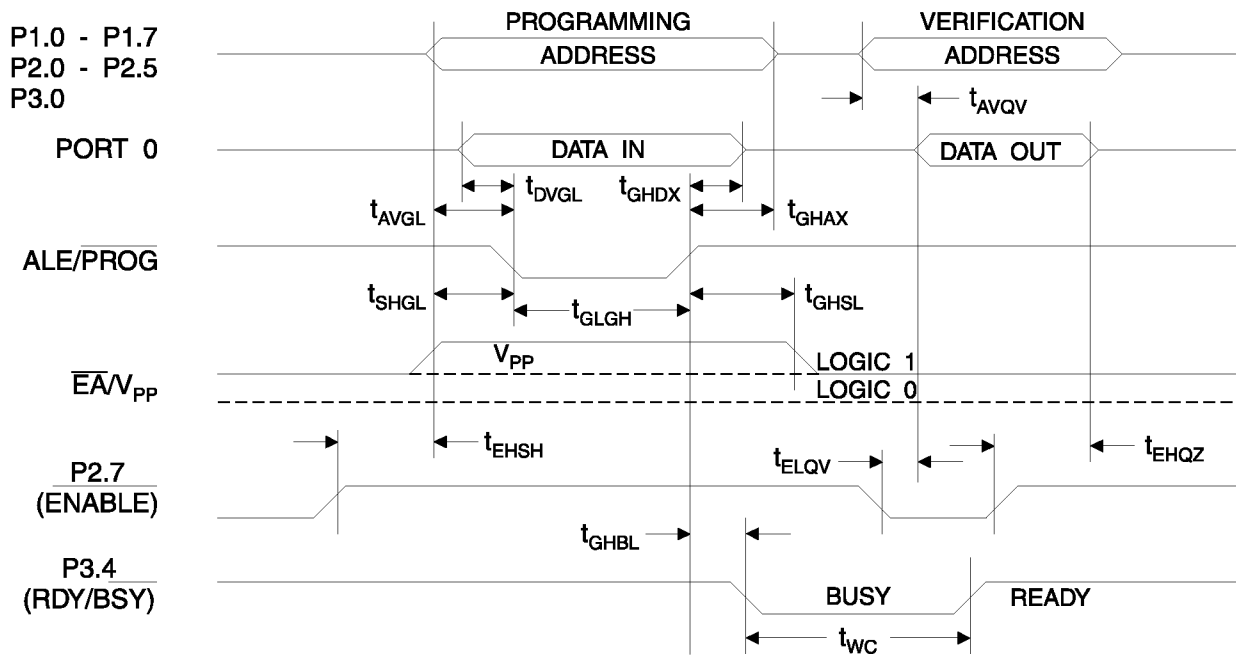 PROGRAMMING
VERIFICATION
P1.0 - P1.7
P2.0 - P2.5
P3.0
ADDRESS
ADDRESS
tAVQV
PORT 0
DATA IN
DATA OUT
tDVGL
tGHDX
tAVGL
tGHAX
ALE/PROG
tSHGL
tGLGH
tGHSL
VPP
LOGIC 1
EA/VPP
LOGIC 0
tEHSH
tELQV
tEHQZ
P2.7
(ENABLE)
tGHBL
P3.4
(RDY/BSY)
BUSY
READY
tWC